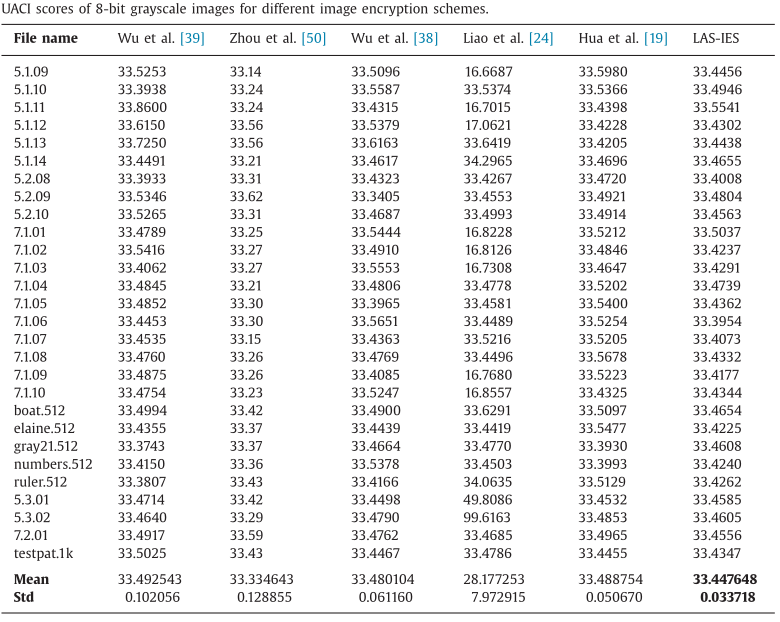 UACI scores of 8-bit grayscale images for different image encryption schemes.
File name Wu et al. [39] Zhou et al. [50] Wu et al. [38] Liao et al. [24] Hua et al. [19] LAS-IES
5.1.09 33.5253 33.14 33.5096 16.6687 33.5980 33.4456
5.1.10 33.3938 33.24 33.5587 33.5374 33.5366 33.4946
5.1.11 33.8600 33.24 33.4315 16.7015 33.4398 33.5541
5.1.12 33.6150 33.56 33.5379 17.0621 33.4228 33.4302
5.1.13 33.7250 33.56 33.6163 33.6419 33.4205 33.4438
5.1.14 33.4491 33.21 33.4617 34.2965 33.4696 33.4655
5.2.08 33.3933 33.31 33.4323 33.4267 33.4720 33.4008
5.2.09 33.5346 33.62 33.3405 33.4553 33.4921 33.4804
5.2.10 33.5265 33.31 33.4687 33.4993 33.4914 33.4563
7.1.01 33.4789 33.25 33.5444 16.8228 33.5212 33.5037
7.1.02 33.5416 33.27 33.4910 16.8126 33.4846 33.4237
7.1.03 33.4062 33.27 33.5553 16.7308 33.4647 33.4291
7.1.04 33.4845 33.21 33.4806 33.4778 33.5202 33.4739
7.1.05 33.4852 33.30 33.3965 33.4581 33.5400 33.4362
7.1.06 33.4453 33.30 33.5651 33.4489 33.5254 33.3954
7.1.07 33.4535 33.15 33.4363 33.5216 33.5205 33.4073
7.1.08 33.4760 33.26 33.4769 33.4496 33.5678 33.4332
7.1.09 33.4875 33.26 33.4085 16.7680 33.5223 33.4177
7.1.10 33.4754 33.23 33.5247 16.8557 33.4325 33.4344
boat.512 33.4994 33.42 33.4900 33.6291 33.5097 33.4654
elaine.512 33.4355 33.37 33.4439 33.4419 33.5477 33.4225
gray21.512 33.3743 33.37 33.4664 33.4770 33.3930 33.4608
numbers.512 33.4150 33.36 33.5378 33.4503 33.3993 33.4240
ruler.512 33.3807 33.43 33.4166 34.0635 33.5129 33.4262
5.3.01 33.4714 33.42 33.4498 49.8086 33.4532 33.4585
5.3.02 33.4640 33.29 33.4790 99.6163 33.4853 33.4605
7.2.01 33.4917 33.59 33.4762 33.4685 33.4965 33.4556
testpat.1k 33.5025 33.43 33.4467 33.4786 33.4455 33.4347
Mean 33.492543 33.334643 33.480104 28.177253 33.488754 33.447648
Std 0.102056 0.128855 0.061160 7.972915 0.050670 0.033718